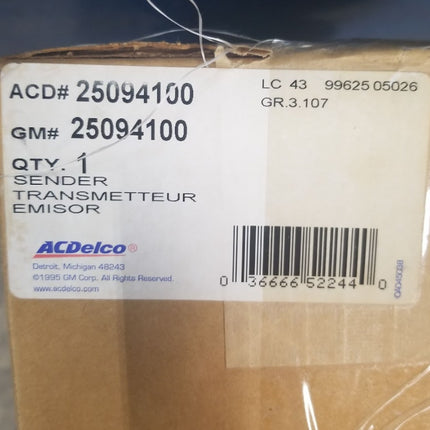 ACD# 25094100
LC 43 99625 05026
GR.3.107
GM# 25094100
QTY. 1
SENDER
TRANSMETTEUR
EMISOR
ACDelco®
Detroit, Michigan 48243
©1995 GM Corp. All Rights Reserved.
www.acdelco.com
0 36666 52244 0